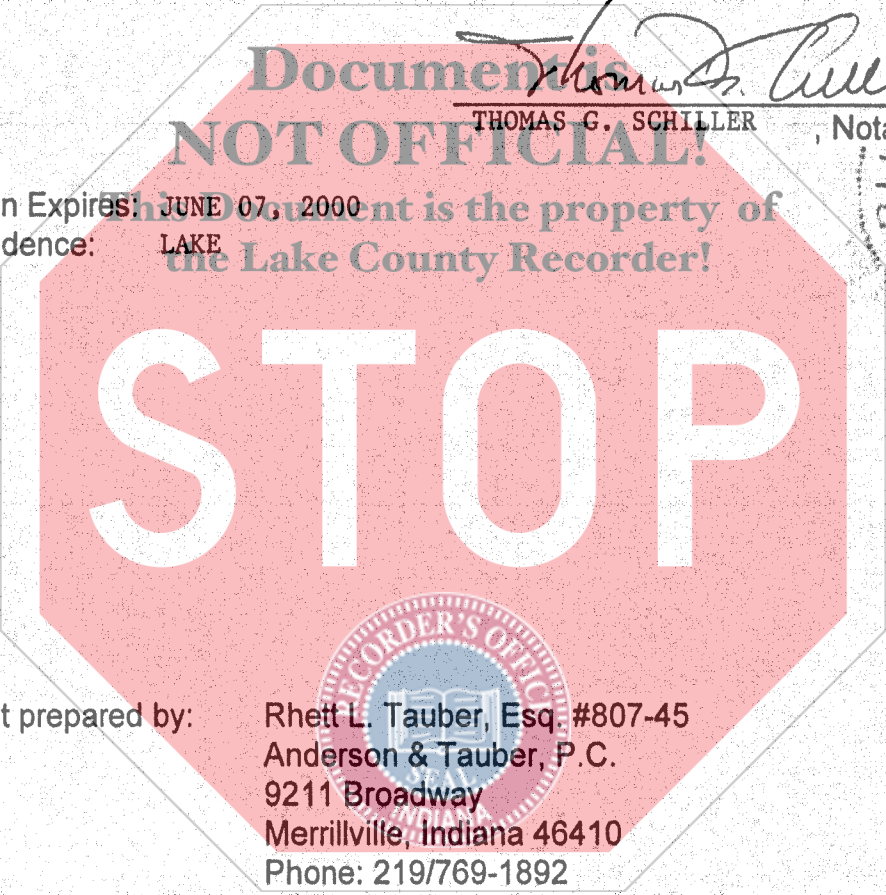 Document is
NOT OFFICIAL!
This Document is the property of
the Lake County Recorder!
STOP
THOMAS G. SCHILLER , Nota
n Expires: JUNE 07, 2000
dence: LAKE
RECORDER'S OFFICE
SEAL
INDIANA
t prepared by: Rhett L. Tauber, Esq. #807-45
Anderson & Tauber, P.C.
9211 Broadway
Merrillville, Indiana 46410
Phone: 219/769-1892